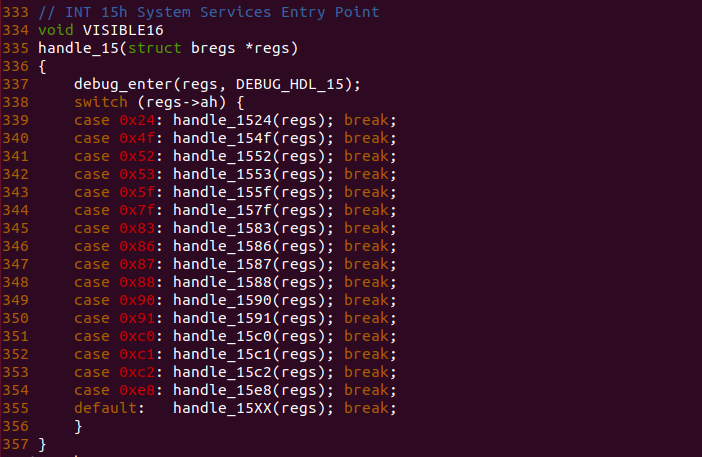 333 // INT 15h System Services Entry Point
334 void VISIBLE16
335 handle_15(struct bregs *regs)
336 {
337     debug_enter(regs, DEBUG_HDL_15);
338     switch (regs->ah) {
339     case 0x24: handle_1524(regs); break;
340     case 0x4f: handle_154f(regs); break;
341     case 0x52: handle_1552(regs); break;
342     case 0x53: handle_1553(regs); break;
343     case 0x5f: handle_155f(regs); break;
344     case 0x7f: handle_157f(regs); break;
345     case 0x83: handle_1583(regs); break;
346     case 0x86: handle_1586(regs); break;
347     case 0x87: handle_1587(regs); break;
348     case 0x88: handle_1588(regs); break;
349     case 0x90: handle_1590(regs); break;
350     case 0x91: handle_1591(regs); break;
351     case 0xc0: handle_15c0(regs); break;
352     case 0xc1: handle_15c1(regs); break;
353     case 0xc2: handle_15c2(regs); break;
354     case 0xe8: handle_15e8(regs); break;
355     default:   handle_15XX(regs); break;
356     }
357 }